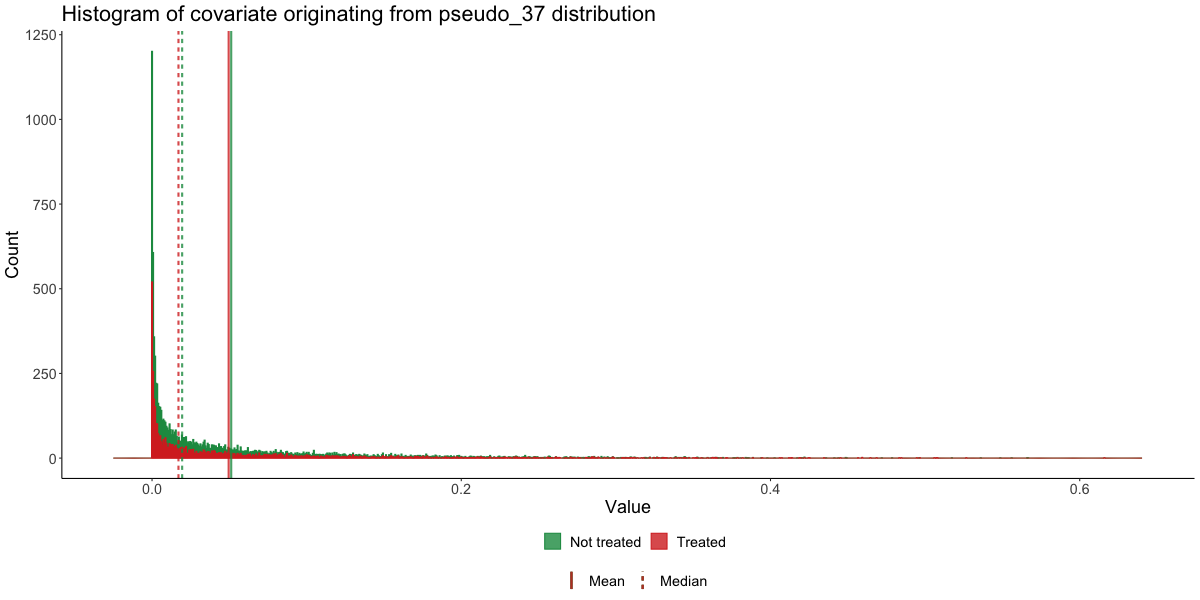 Histogram of covariate originating from pseudo_37 distribution
Count
1250
1000
750
500
250
0
0.0 0.2 0.4 0.6
Value
Not treated Treated
Mean Median